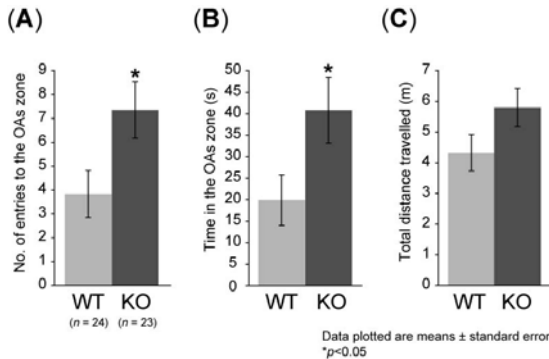 (A)
(B)
(C)
No. of entries to the OAs zone
9
8
7
6
5
4
3
2
1
0
*
WT
KO
(n = 24)
(n = 23)
Time in the OAs zone (s)
50
45
40
35
30
25
20
15
10
5
0
*
WT
KO
Total distance travelled (m)
7
6
5
4
3
2
1
0
WT
KO
Data plotted are means ± standard error
*p<0.05